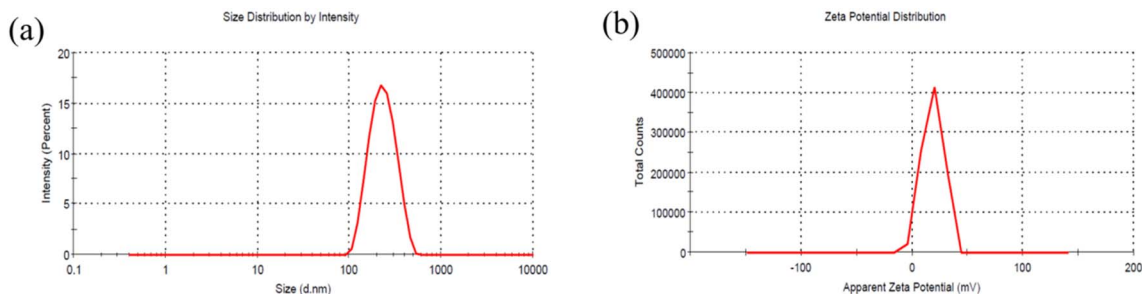 (a)
Size Distribution by Intensity
Intensity (Percent)
20
15
10
5
0
0.1 1 10 100 1000 10000
Size (d.nm)
(b)
Zeta Potential Distribution
Total Counts
500000
400000
300000
200000
100000
0
-100 0 100 200
Apparent Zeta Potential (mV)